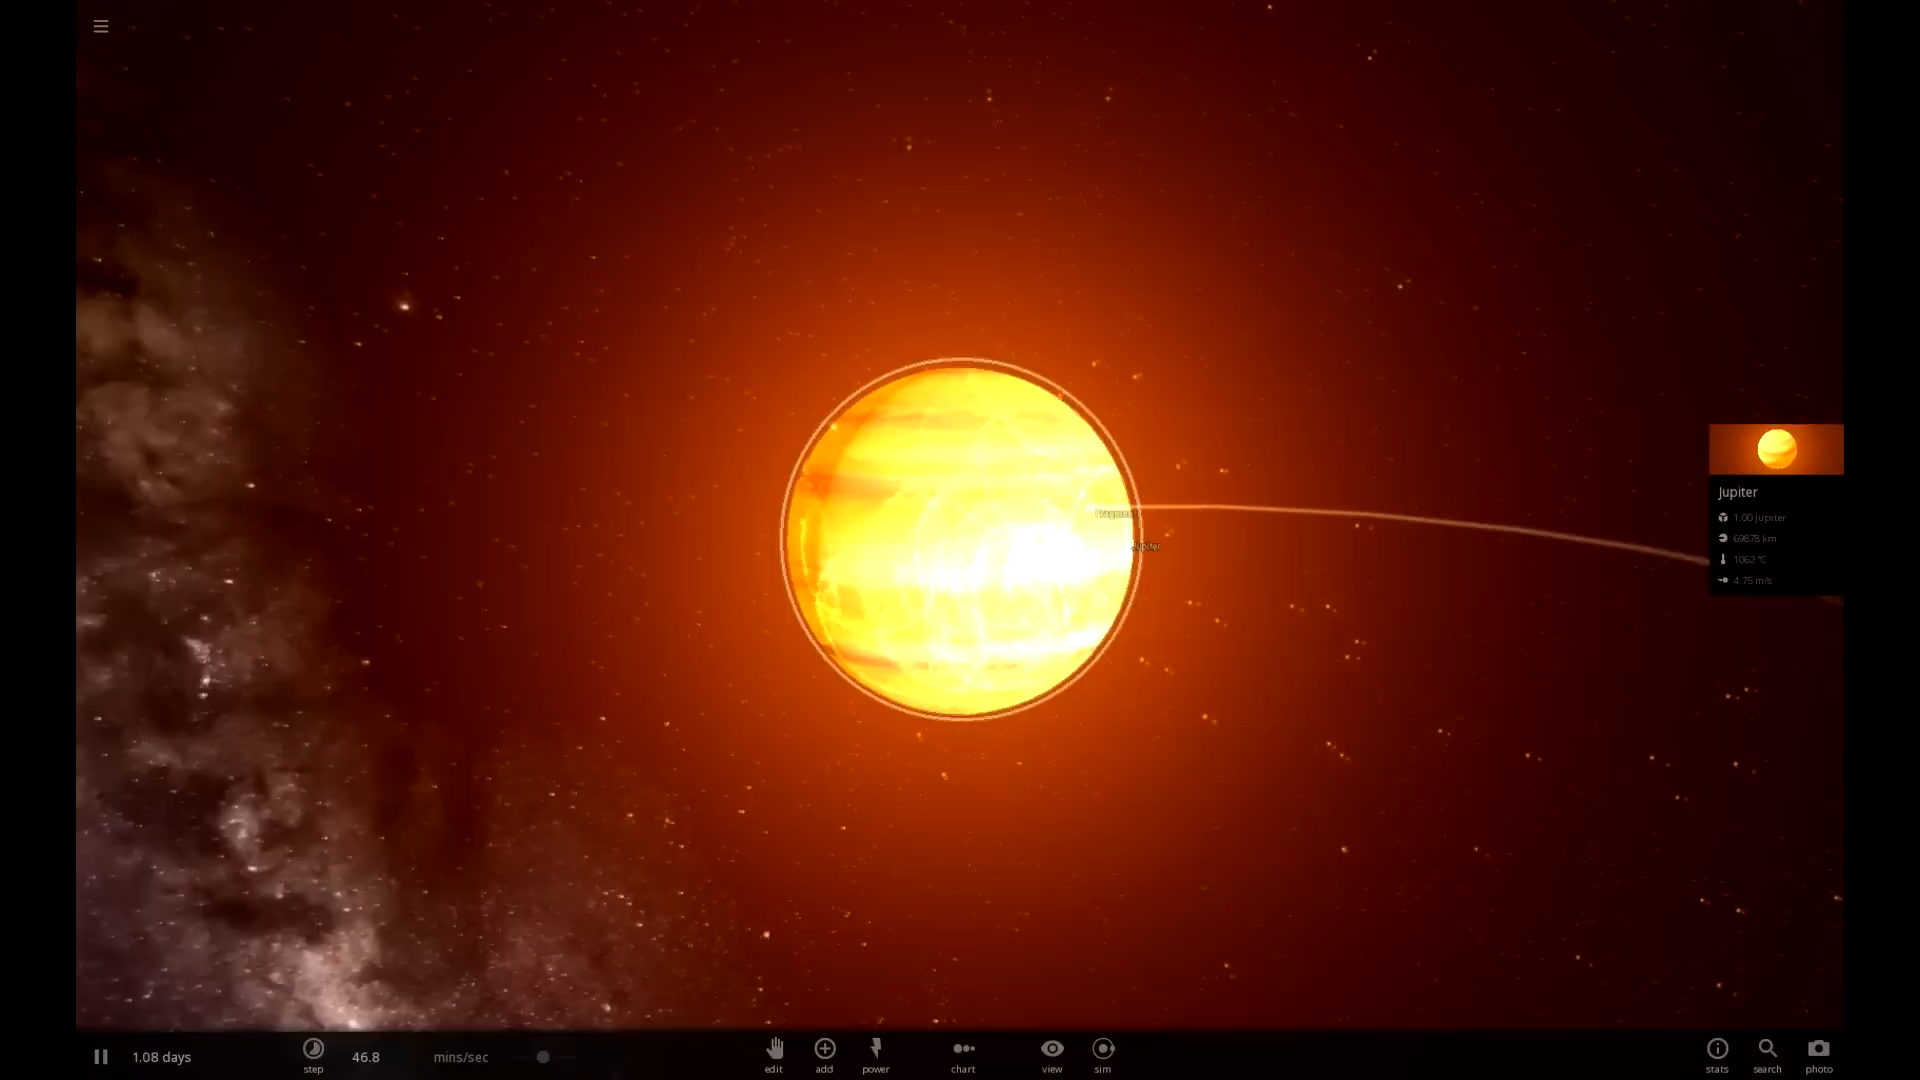 Fragment
Jupiter
Jupiter
1.00 jupiter
69878 km
1062 °C
4.75 m/s
1.08 days
step
46.8
mins/sec
edit
add
power
chart
view
sim
stats
search
photo